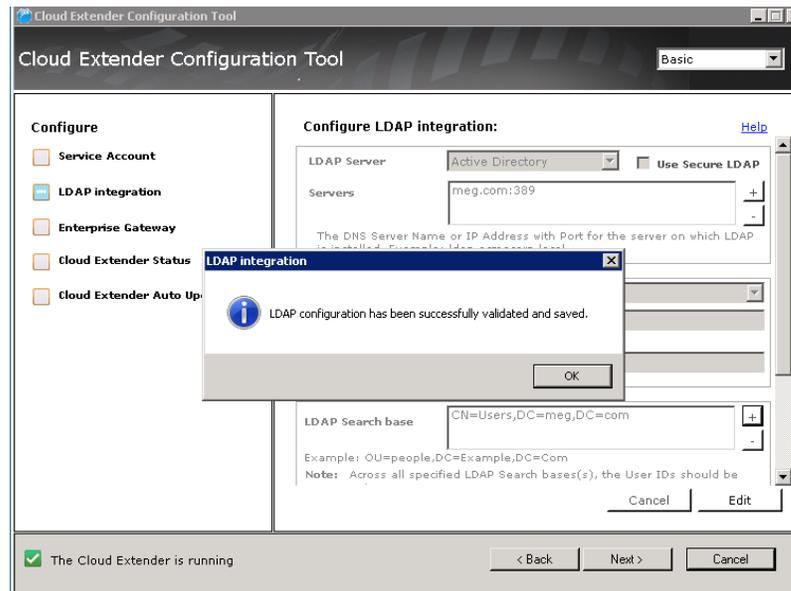 Cloud Extender Configuration Tool
Cloud Extender Configuration Tool
Basic
Configure
Service Account
LDAP integration
Enterprise Gateway
Cloud Extender Status
Cloud Extender Auto Up
Configure LDAP integration:
Help
LDAP Server
Active Directory
Use Secure LDAP
Servers
meg.com:389
+
-
The DNS Server Name or IP Address with Port for the server on which LDAP
LDAP integration
LDAP configuration has been successfully validated and saved.
OK
LDAP Search base
CN=Users,DC=meg,DC=com
+
-
Example: OU=people,DC=Example,DC=Com
Note: Across all specified LDAP Search bases(s), the User IDs should be
Cancel
Edit
The Cloud Extender is running
< Back
Next >
Cancel